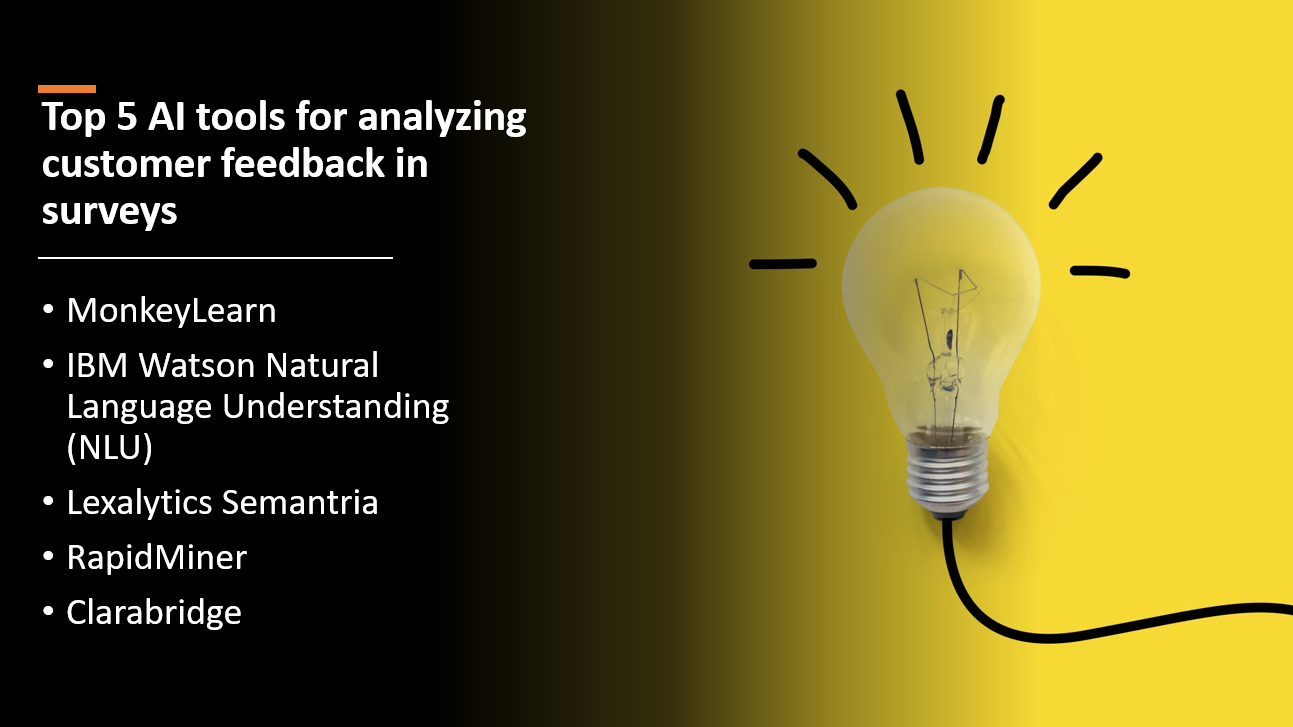 Top 5 AI tools for analyzing
customer feedback in
surveys
• MonkeyLearn
• IBM Watson Natural
Language Understanding
(NLU)
• Lexalytics Semantria
• RapidMiner
• Clarabridge